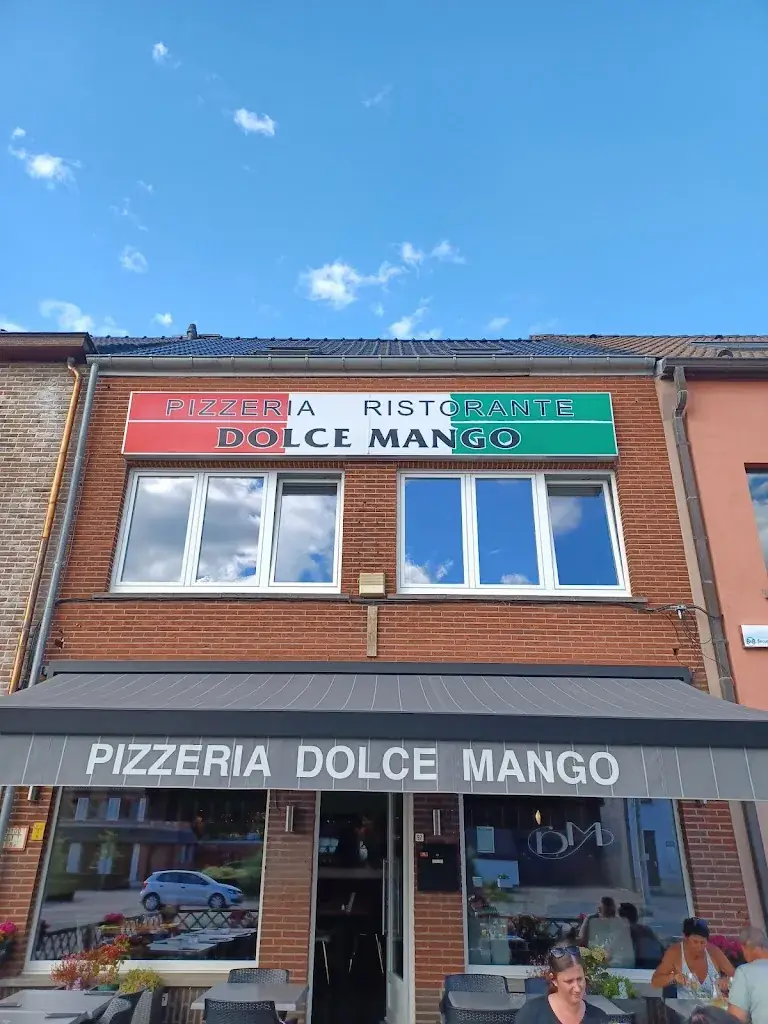 PIZZERIA RISTORANTE
DOLCE MANGO
PIZZERIA DOLCE MANGO
DM